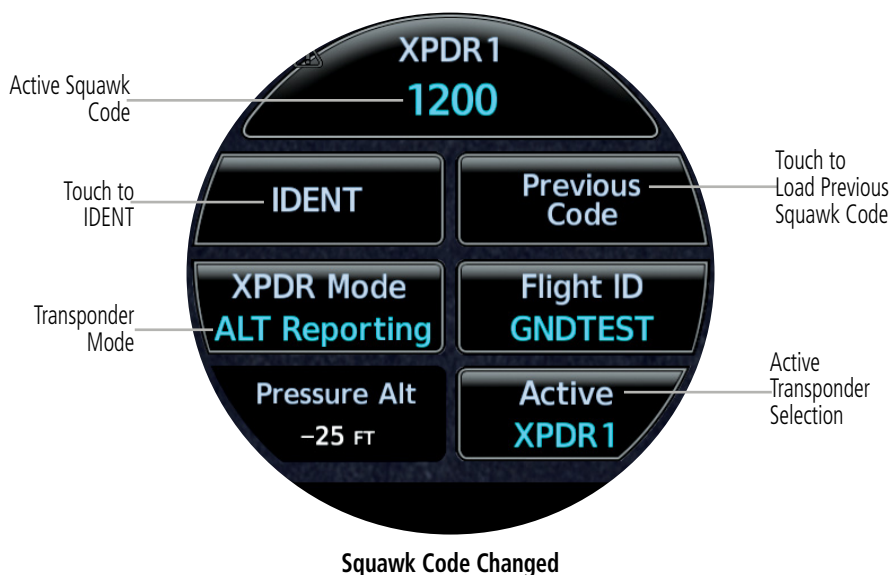 XPDR1
1200
Active Squawk
Code
IDENT
Previous
Code
Touch to
IDENT
Touch to
Load Previous
Squawk Code
XPDR Mode
ALT Reporting
Flight ID
GNDTEST
Transponder
Mode
Pressure Alt
−25 FT
Active
XPDR1
Active
Transponder
Selection
Squawk Code Changed